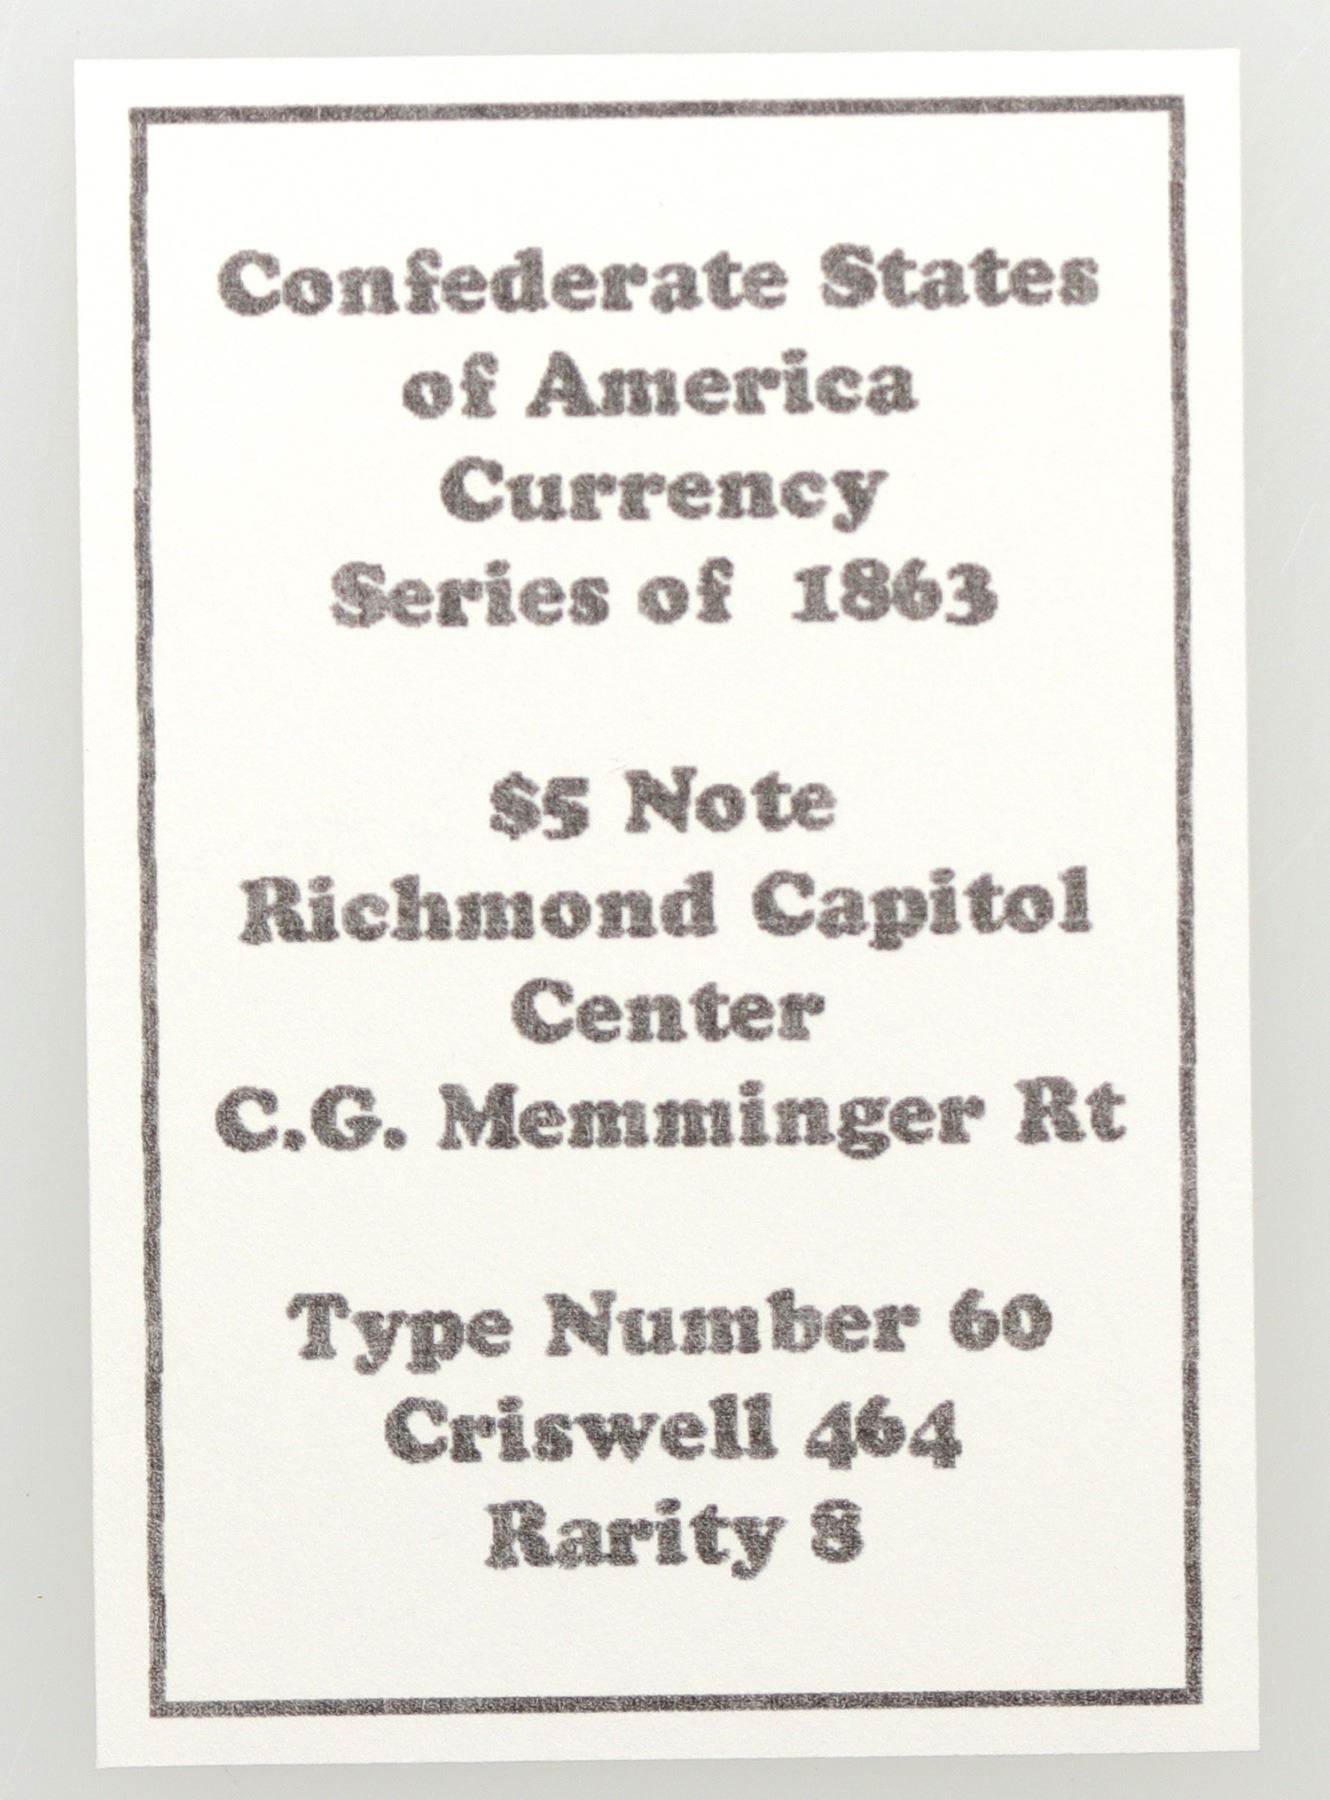 Confederate States
of America
Currency
Series of 1863
$5 Note
Richmond Capitol
Center
C.G. Memminger Rt
Type Number 60
Criswell 464
Rarity 8